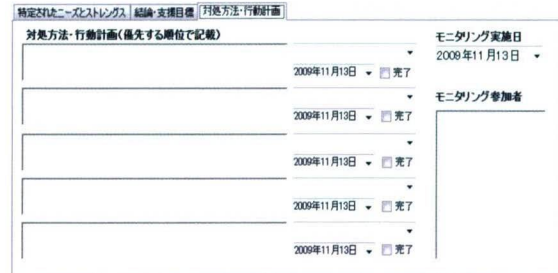 特定されたニーズとストレングス 結論・支援目標 対処方法・行動計画
対処方法・行動計画(優先する順位で記載)
モニタリング実施日
2009年11月13日
2009年11月13日 完了
モニタリング参加者
2009年11月13日 完了
2009年11月13日 完了
2009年11月13日 完了
2009年11月13日 完了